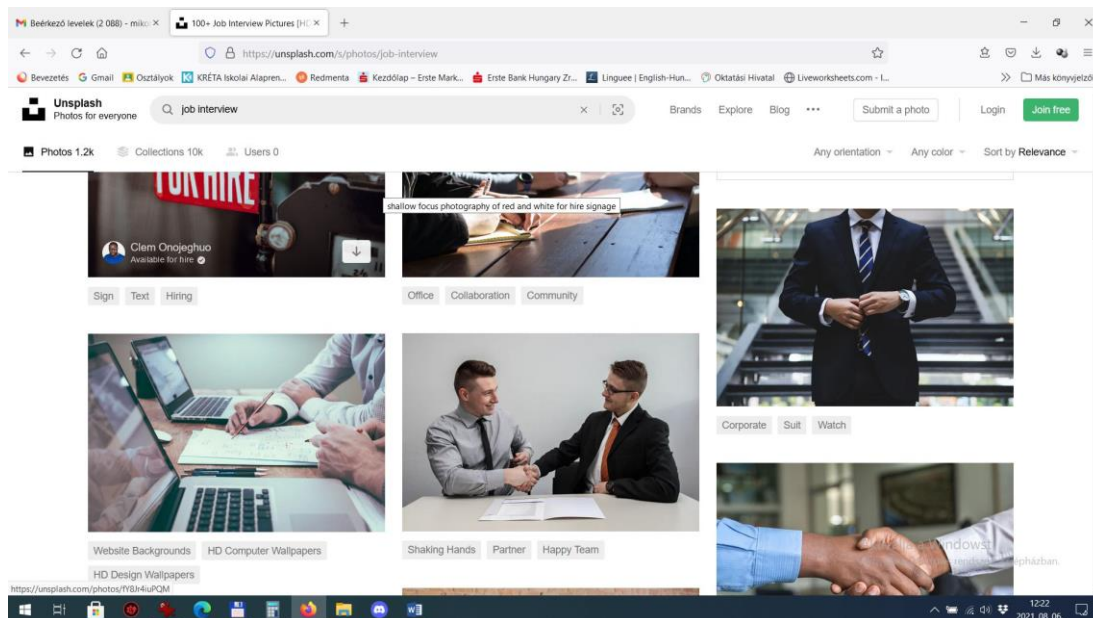 Beérkező levelek (2 088) - miko
100+ Job Interview Pictures [HD
https://unsplash.com/s/photos/job-interview
Bevezetés G Gmail Osztályok KRÉTA Iskolai Alapren... Redmenta Kezdőlap – Erste Mark... Erste Bank Hungary Zr... Linguee | English-Hun... Oktatási Hivatal Liveworksheets.com - I... Más könyvjelző
Unsplash
Photos for everyone
job interview
Brands Explore Blog ••• Submit a photo Login Join free
Photos 1.2k Collections 10k Users 0 Any orientation Any color Sort by Relevance
FOR HIRE
shallow focus photography of red and white for hire signage
Clem Onojeghuo
Available for hire
Sign Text Hiring
Office Collaboration Community
Corporate Suit Watch
Website Backgrounds HD Computer Wallpapers
HD Design Wallpapers
Shaking Hands Partner Happy Team
https://unsplash.com/photos/fY8Jr4iuPQM
12:22
2021. 08. 06.